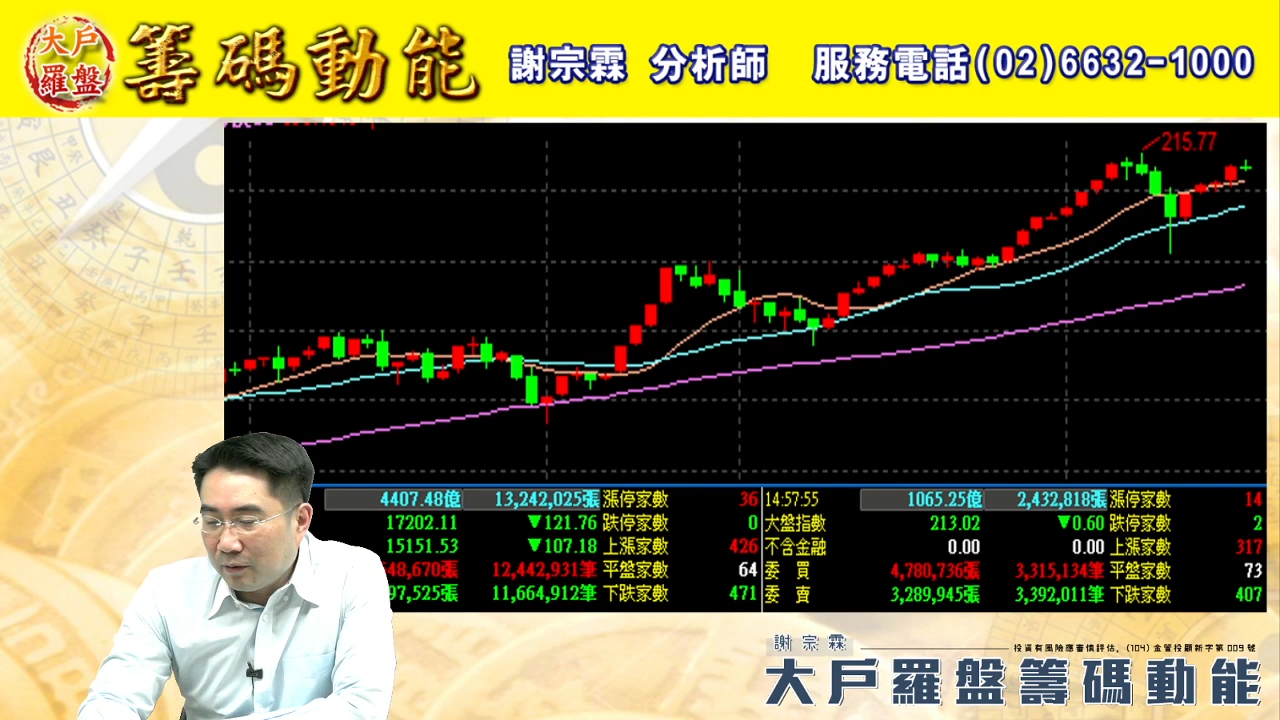 大戶
羅盤
籌碼動能
謝宗霖 分析師 服務電話(02)6632-1000
215.77
4407.48億 13,242,025張 漲停家數 36
17202.11 ▼121.76 跌停家數 0
15151.53 ▼107.18 上漲家數 426
48,670張 12,442,931筆 平盤家數 64
97,525張 11,664,912筆 下跌家數 471
14:57:55 1065.25億 2,432,818張 漲停家數 14
大盤指數 213.02 ▼0.60 跌停家數 2
不含金融 0.00 0.00 上漲家數 317
委 買 4,780,736張 3,315,134筆 平盤家數 73
委 賣 3,289,945張 3,392,011筆 下跌家數 407
謝宗霖
投資有風險應審慎評估。(104)金管投顧新字第009號
大戶羅盤籌碼動能